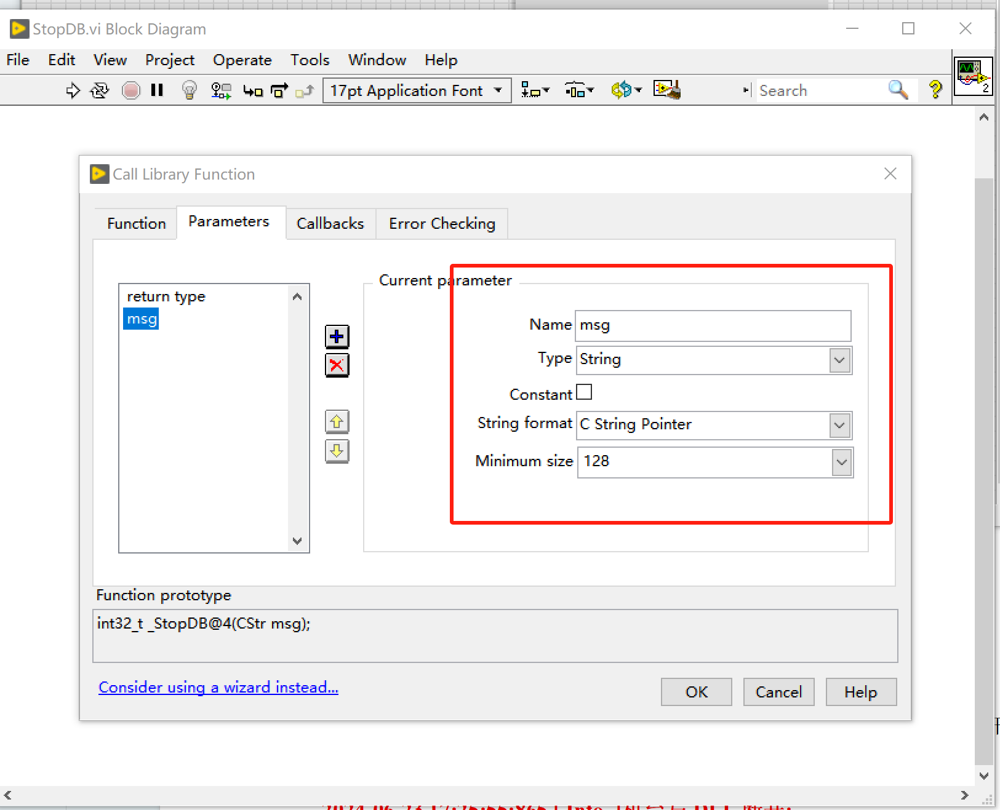 StopDB.vi Block Diagram
File Edit View Project Operate Tools Window Help
17pt Application Font Search ? 2
Call Library Function
Function Parameters Callbacks Error Checking
Current parameter
return type
msg
Name msg
Type String
Constant
String format C String Pointer
Minimum size 128
Function prototype
int32_t _StopDB@4(CStr msg);
Consider using a wizard instead...
OK Cancel Help